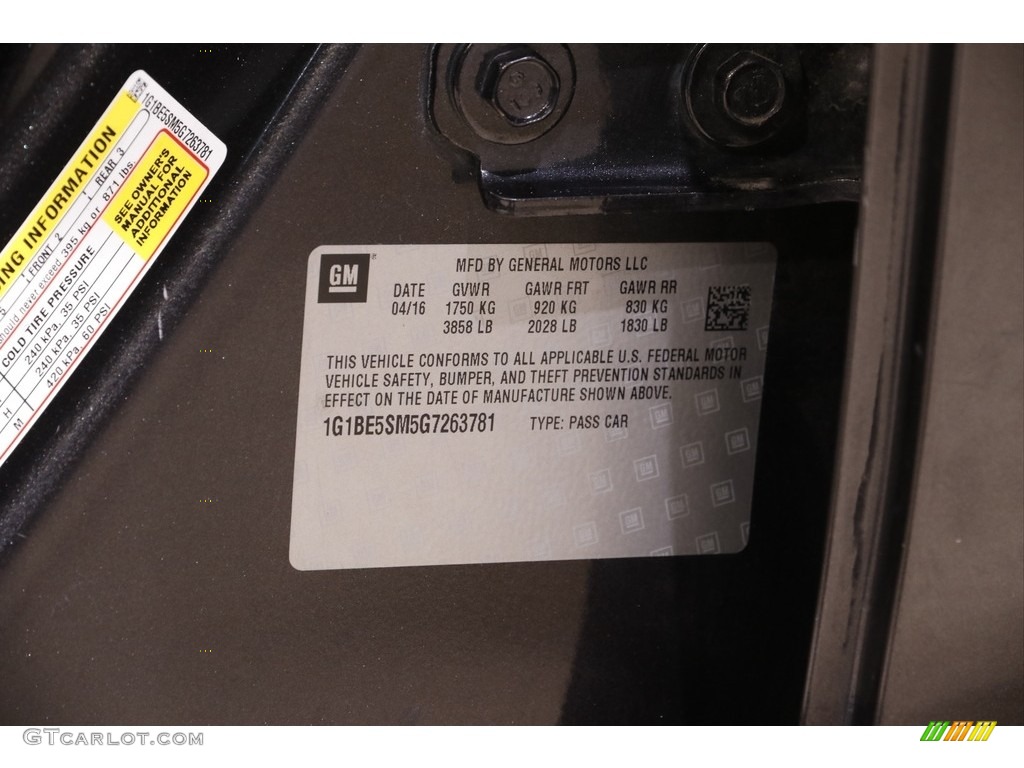 1G1BE5SM5G7263781
ING INFORMATION
FRONT 2 REAR 3
should never exceed 395 kg or 871 lbs.
COLD TIRE PRESSURE
240 kPa, 35 PSI
240 kPa, 35 PSI
420 kPa, 60 PSI
H
M
SEE OWNER'S
MANUAL FOR
ADDITIONAL
INFORMATION
GM
MFD BY GENERAL MOTORS LLC
DATE GVWR GAWR FRT GAWR RR
04/16 1750 KG 920 KG 830 KG
3858 LB 2028 LB 1830 LB
THIS VEHICLE CONFORMS TO ALL APPLICABLE U.S. FEDERAL MOTOR
VEHICLE SAFETY, BUMPER, AND THEFT PREVENTION STANDARDS IN
EFFECT ON THE DATE OF MANUFACTURE SHOWN ABOVE.
1G1BE5SM5G7263781 TYPE: PASS CAR
GTcarlot.com